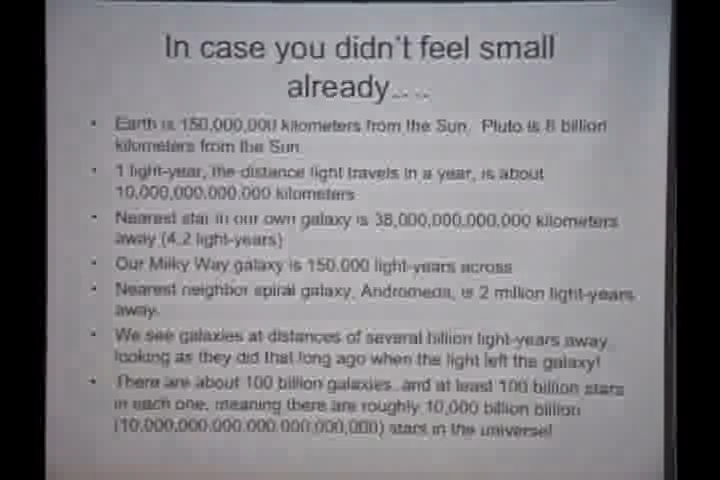 In case you didn't feel small
already....
• Earth is 150,000,000 kilometers from the Sun. Pluto is 6 billion
kilometers from the Sun.
• 1 light-year, the distance light travels in a year, is about
10,000,000,000,000 kilometers
• Nearest star in our own galaxy is 38,000,000,000,000 kilometers
away (4.2 light-years)
• Our Milky Way galaxy is 150,000 light-years across
• Nearest neighbor spiral galaxy, Andromeda, is 2 million light-years
away.
• We see galaxies at distances of several billion light-years away
looking as they did that long ago when the light left the galaxy!
• There are about 100 billion galaxies, and at least 100 billion stars
in each one, meaning there are roughly 10,000 billion billion
(10,000,000,000,000,000,000,000) stars in the universe!